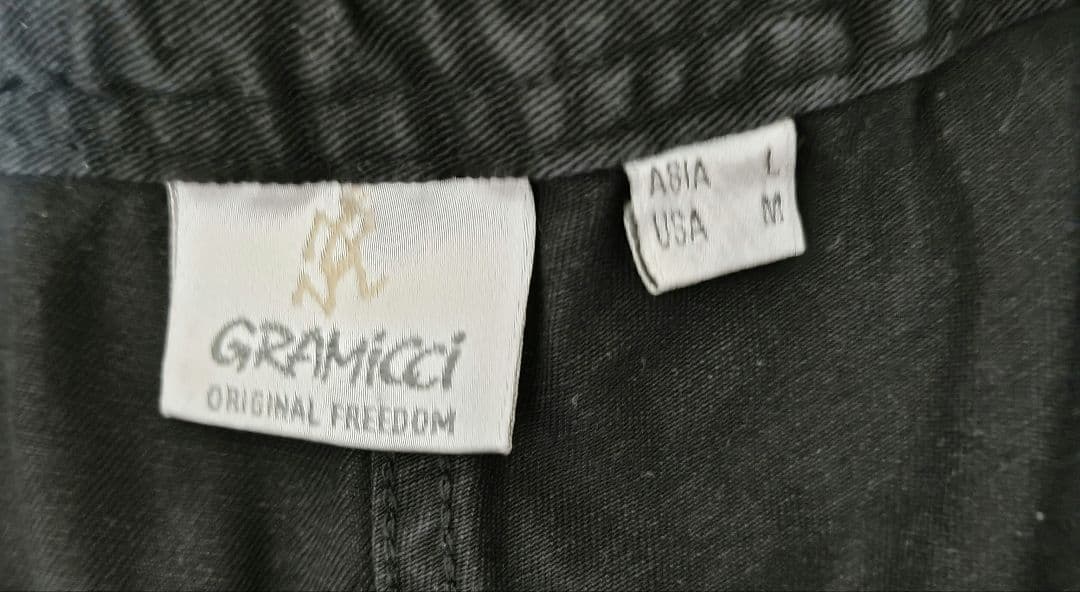 GRAMiCCi
ORIGINAL FREEDOM
ASIA L
USA M